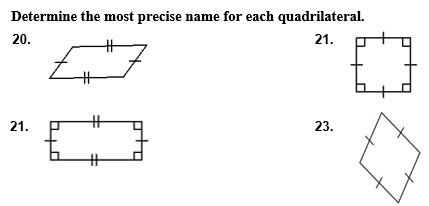 Determine the most precise name for each quadrilateral.
20.
21.
21.
23.